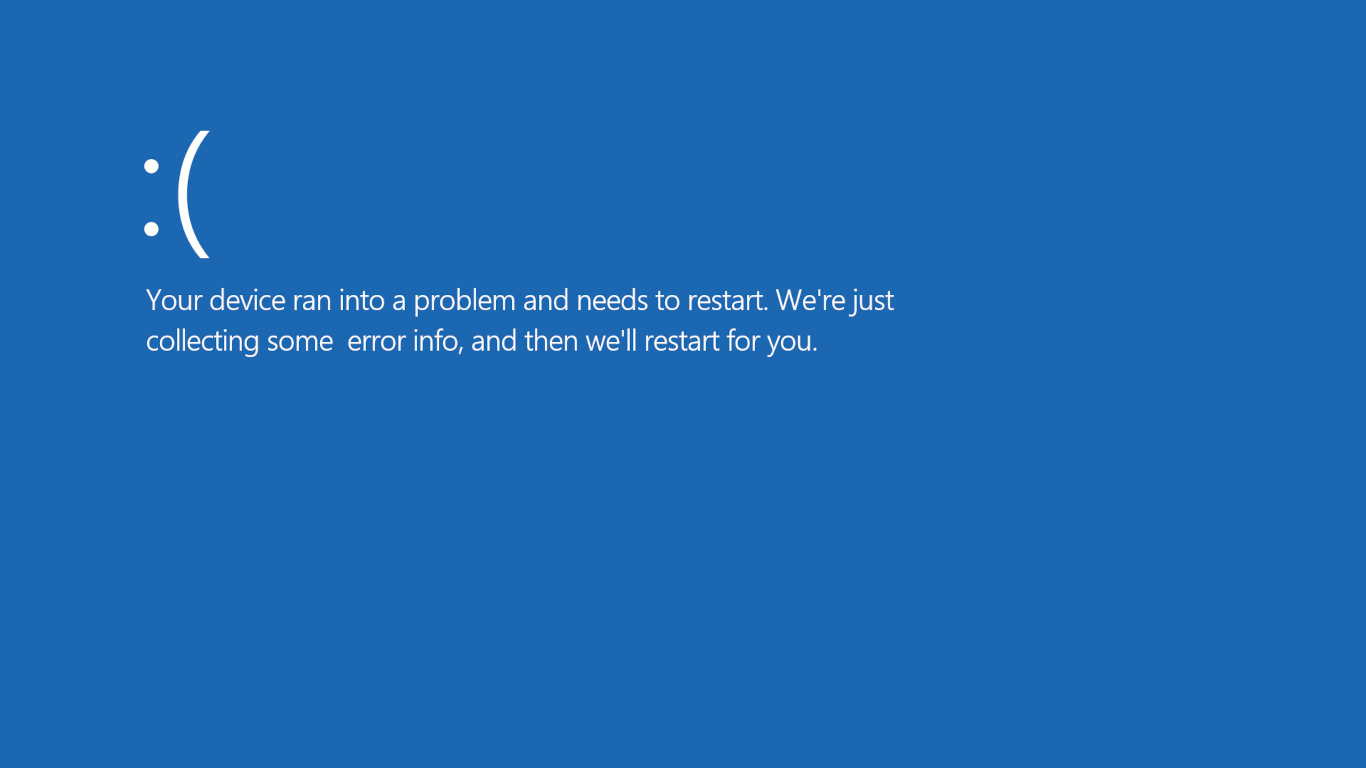 :(
Your device ran into a problem and needs to restart. We're just
collecting some  error info, and then we'll restart for you.